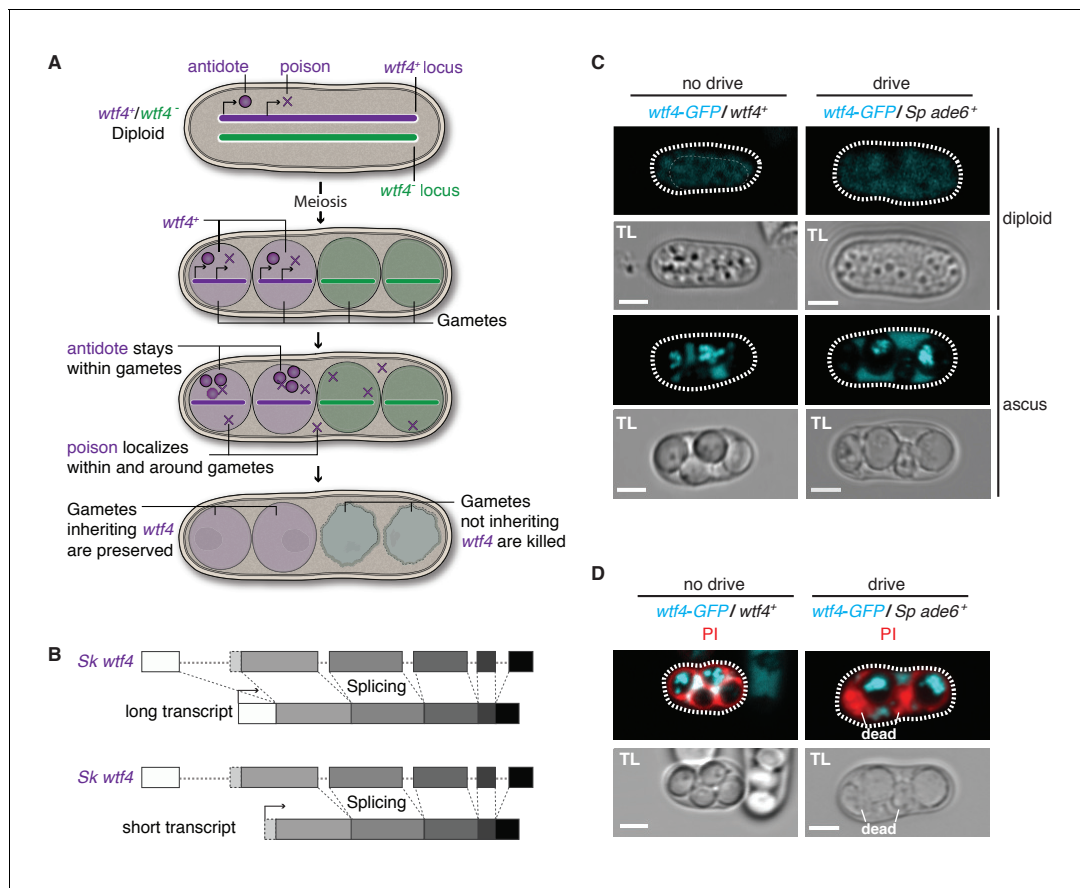 A
antidote
poison
wtf4+ locus
wtf4+/wtf4-
Diploid
wtf4- locus
Meiosis
wtf4+
Gametes
antidote stays
within gametes
poison localizes
within and around gametes
Gametes
inheriting wtf4
are preserved
Gametes
not inheriting
wtf4 are killed
B
Sk wtf4
Splicing
long transcript
Sk wtf4
Splicing
short transcript
C
no drive
drive
wtf4-GFP / wtf4+
wtf4-GFP / Sp ade6+
TL
TL
diploid
TL
TL
ascus
D
no drive
drive
wtf4-GFP / wtf4+
wtf4-GFP / Sp ade6+
PI
PI
dead
TL
TL
dead